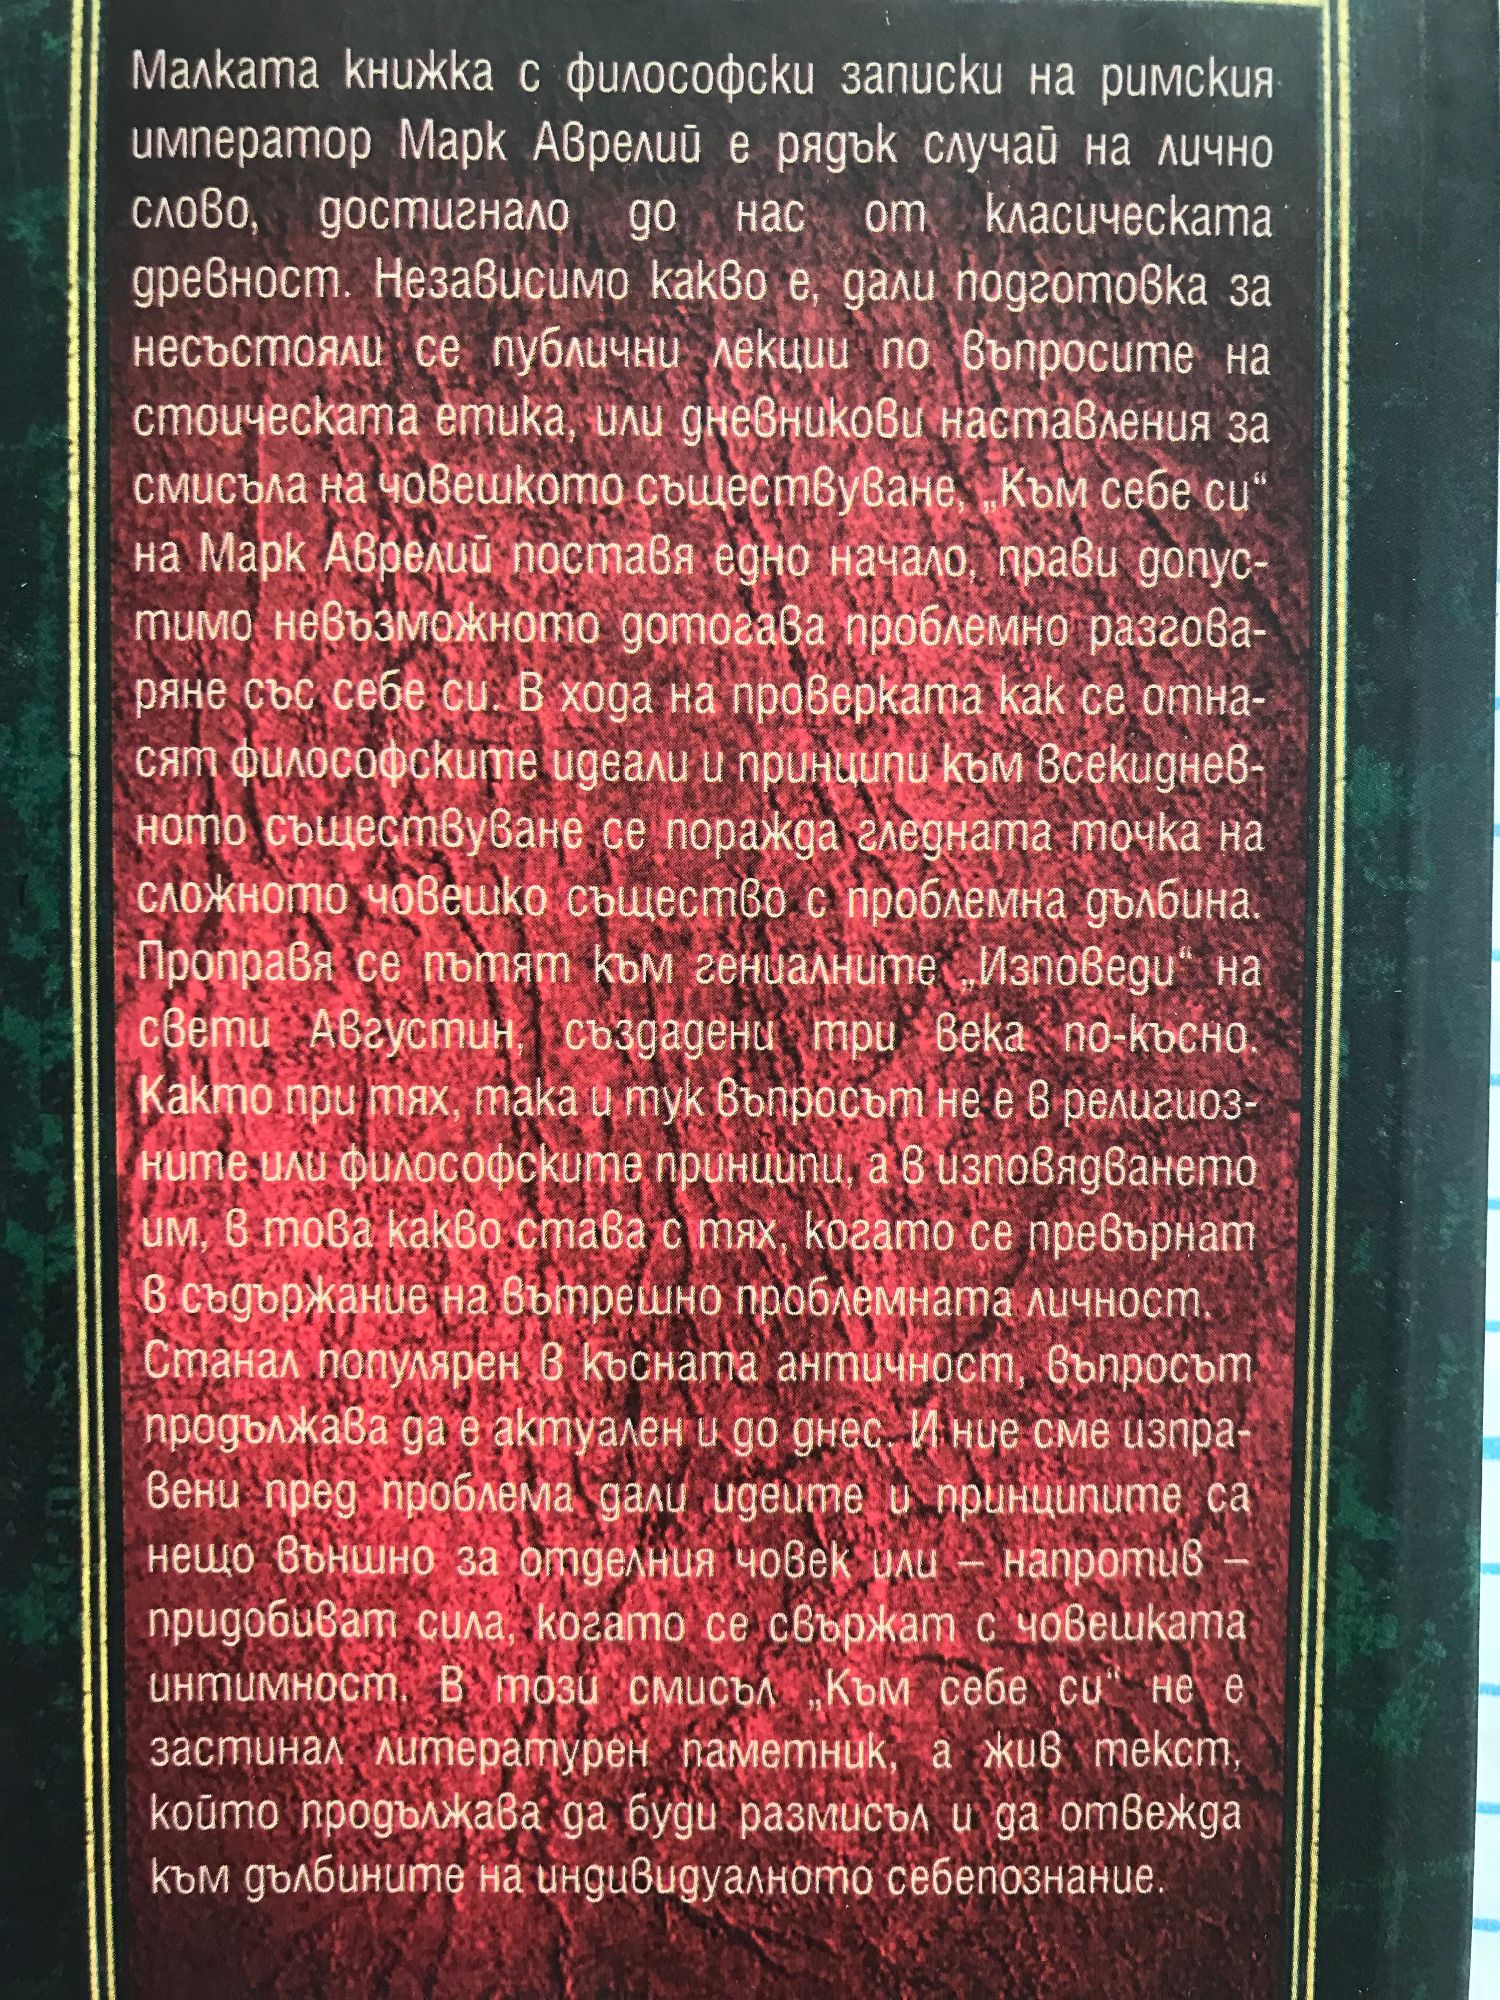 Малката книжка с философски записки на римския
император Марк Аврелий е рядък случай на лично
слово, достигнало до нас от класическата
древност. Независимо какво е, дали подготовка за
несъстояли се публични лекции по въпросите на
стоическата етика, или дневникови наставления за
смисъла на човешкото съществуване, „Към себе си“
на Марк Аврелий поставя едно начало, прави допус-
тимо невъзможното дотогава проблемно разгова-
ряне със себе си. В хода на проверката как се отна-
сят философските идеали и принципи към всекиднев-
ното съществуване се поражда гледната точка на
сложното човешко същество с проблемна дълбина.
Проправя се пътят към гениалните „Изповеди“ на
свети Августин, създадени три века по-късно.
Както при тях, така и тук въпросът не е в религиоз-
ните или философските принципи, а в изповядването
им, в това какво става с тях, когато се превърнат
в съдържание на вътрешно проблемната личност.
Станал популярен в късната античност, въпросът
продължава да е актуален и до днес. И ние сме изпра-
вени пред проблема дали идеите и принципите са
нещо външно за отделния човек или – напротив –
придобиват сила, когато се свържат с човешката
интимност. В този смисъл „Към себе си“ не е
застинал литературен паметник, а жив текст,
който продължава да буди размисъл и да отвежда
към дълбините на индивидуалното себепознание.